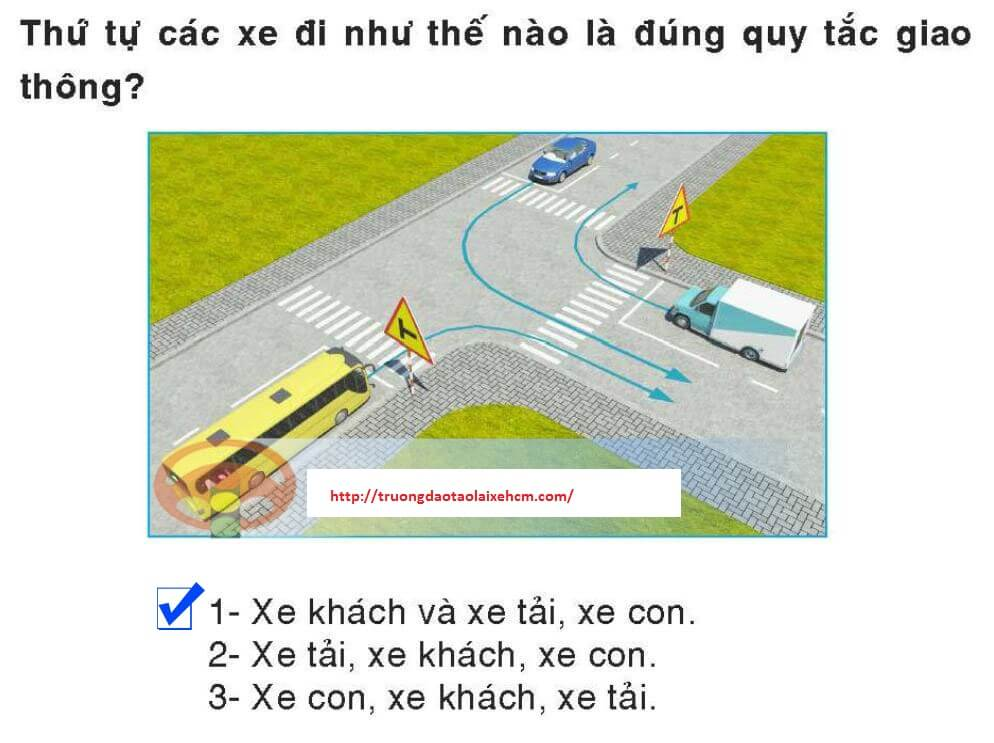 Thứ tự các xe đi như thế nào là đúng quy tắc giao
thông?
http://truongdaotaolaixehcm.com/
1- Xe khách và xe tải, xe con.
2- Xe tải, xe khách, xe con.
3- Xe con, xe khách, xe tải.